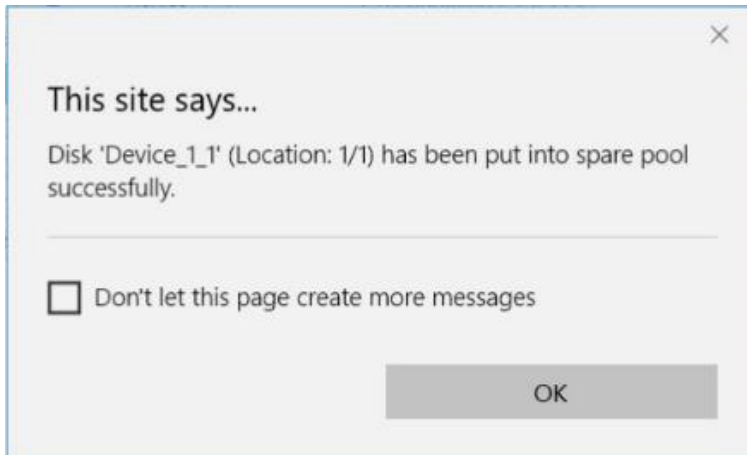 This site says...
Disk 'Device_1_1' (Location: 1/1) has been put into spare pool
successfully.
Don't let this page create more messages
OK